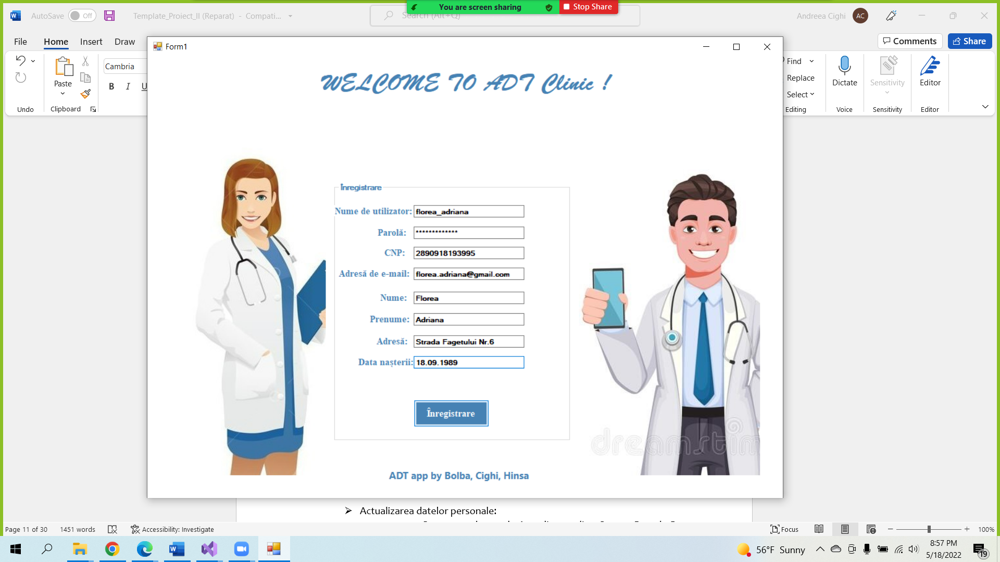 You are screen sharing
Stop Share
AutoSave Off Template_Proiect_II (Reparat) - Compati... Search (Alt+Q) Andreea Cighi AC
File Home Insert Draw Comments Share
Form1
Undo
Paste
Clipboard
Cambria
B I U
Find
Replace
Select
Editing
Dictate
Voice
Sensitivity
Sensitivity
Editor
Editor
WELCOME TO ADT Clinic !
Înregistrare
Nume de utilizator: florea_adriana
Parolă: *************
CNP: 2890918193995
Adresă de e-mail: florea.adriana@gmail.com
Nume: Florea
Prenume: Adriana
Adresă: Strada Fagetului Nr.6
Data nașterii: 18.09.1989
Înregistrare
dreamstim
ADT app by Bolba, Cighi, Hinsa
Actualizarea datelor personale:
Page 11 of 30 1451 words Accessibility: Investigate Focus 100%
56°F Sunny 8:57 PM
5/18/2022 19